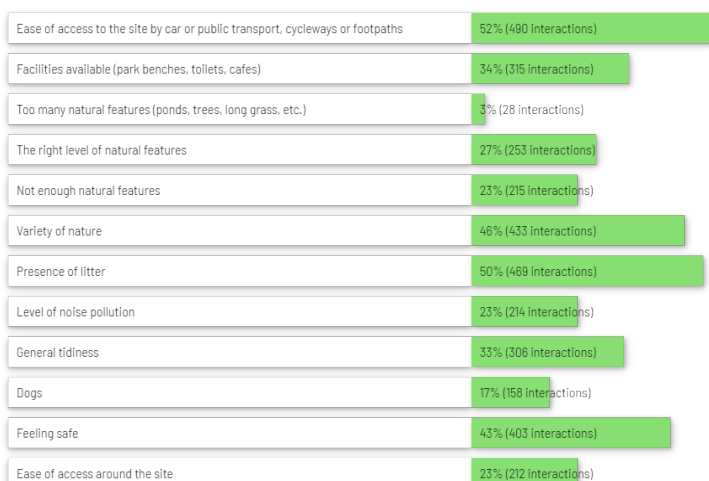 Ease of access to the site by car or public transport, cycleways or footpaths 52% (490 interactions)
Facilities available (park benches, toilets, cafes) 34% (315 interactions)
Too many natural features (ponds, trees, long grass, etc.) 3% (28 interactions)
The right level of natural features 27% (253 interactions)
Not enough natural features 23% (215 interactions)
Variety of nature 46% (433 interactions)
Presence of litter 50% (469 interactions)
Level of noise pollution 23% (214 interactions)
General tidiness 33% (306 interactions)
Dogs 17% (158 interactions)
Feeling safe 43% (403 interactions)
Ease of access around the site 23% (212 interactions)